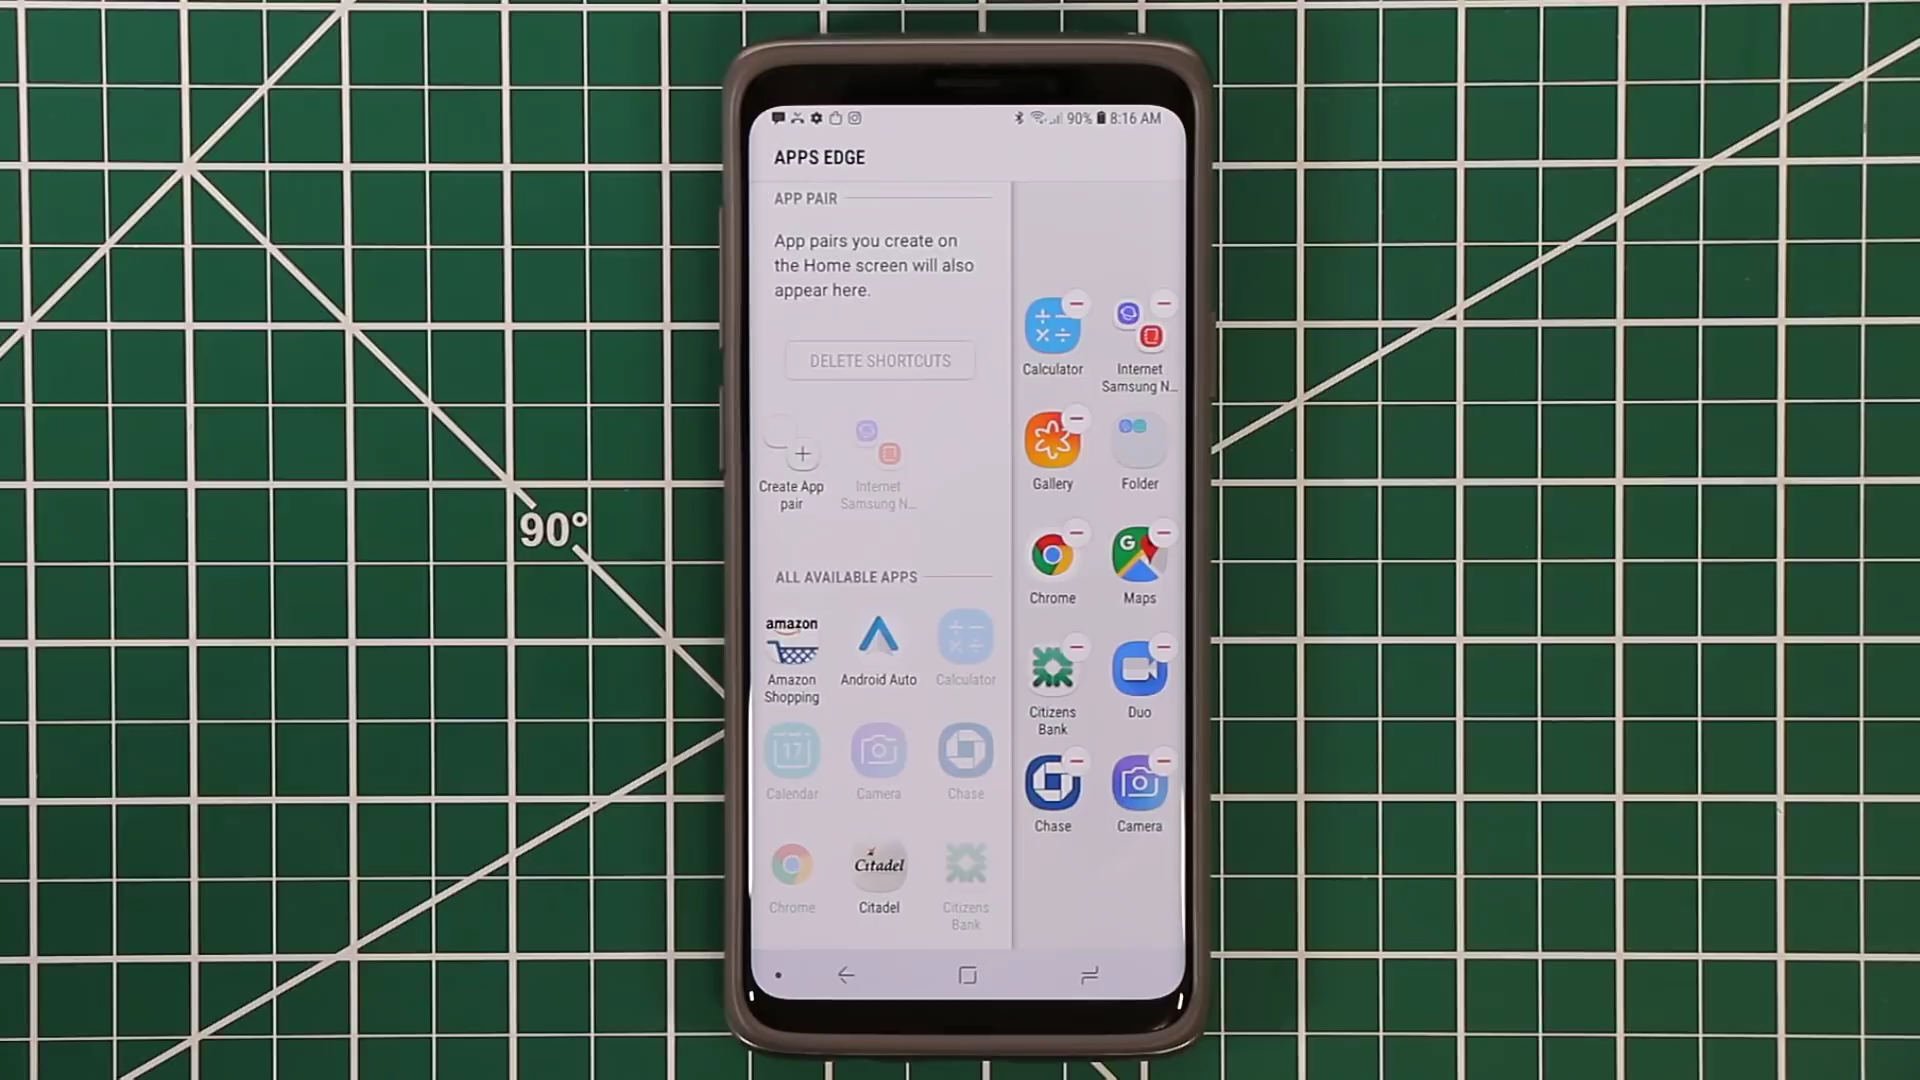 90% 8:16 AM
APPS EDGE
APP PAIR
App pairs you create on
the Home screen will also
appear here.
DELETE SHORTCUTS
Create App
pair
Internet
Samsung N...
ALL AVAILABLE APPS
amazon
Amazon
Shopping
Android Auto
Calculator
17
Calendar
Camera
Chase
Chrome
Citadel
Citadel
Citizens
Bank
Calculator
Internet
Samsung N...
Gallery
Folder
Chrome
G
Maps
Citizens
Bank
Duo
Chase
Camera
90°